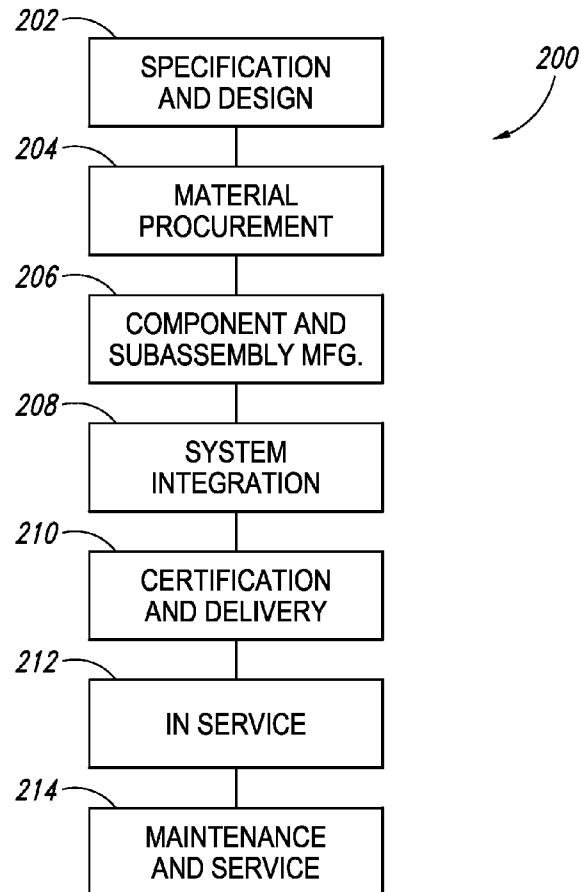 202
SPECIFICATION
AND DESIGN
200
204
MATERIAL
PROCUREMENT
206
COMPONENT AND
SUBASSEMBLY MFG.
208
SYSTEM
INTEGRATION
210
CERTIFICATION
AND DELIVERY
212
IN SERVICE
214
MAINTENANCE
AND SERVICE